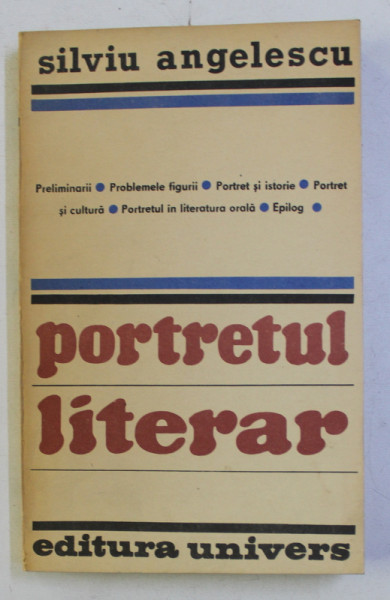 silviu angelescu
Preliminarii ● Problemele figurii ● Portret și istorie ● Portret
și cultură ● Portretul în literatura orală ● Epilog ●
portretul
literar
editura univers